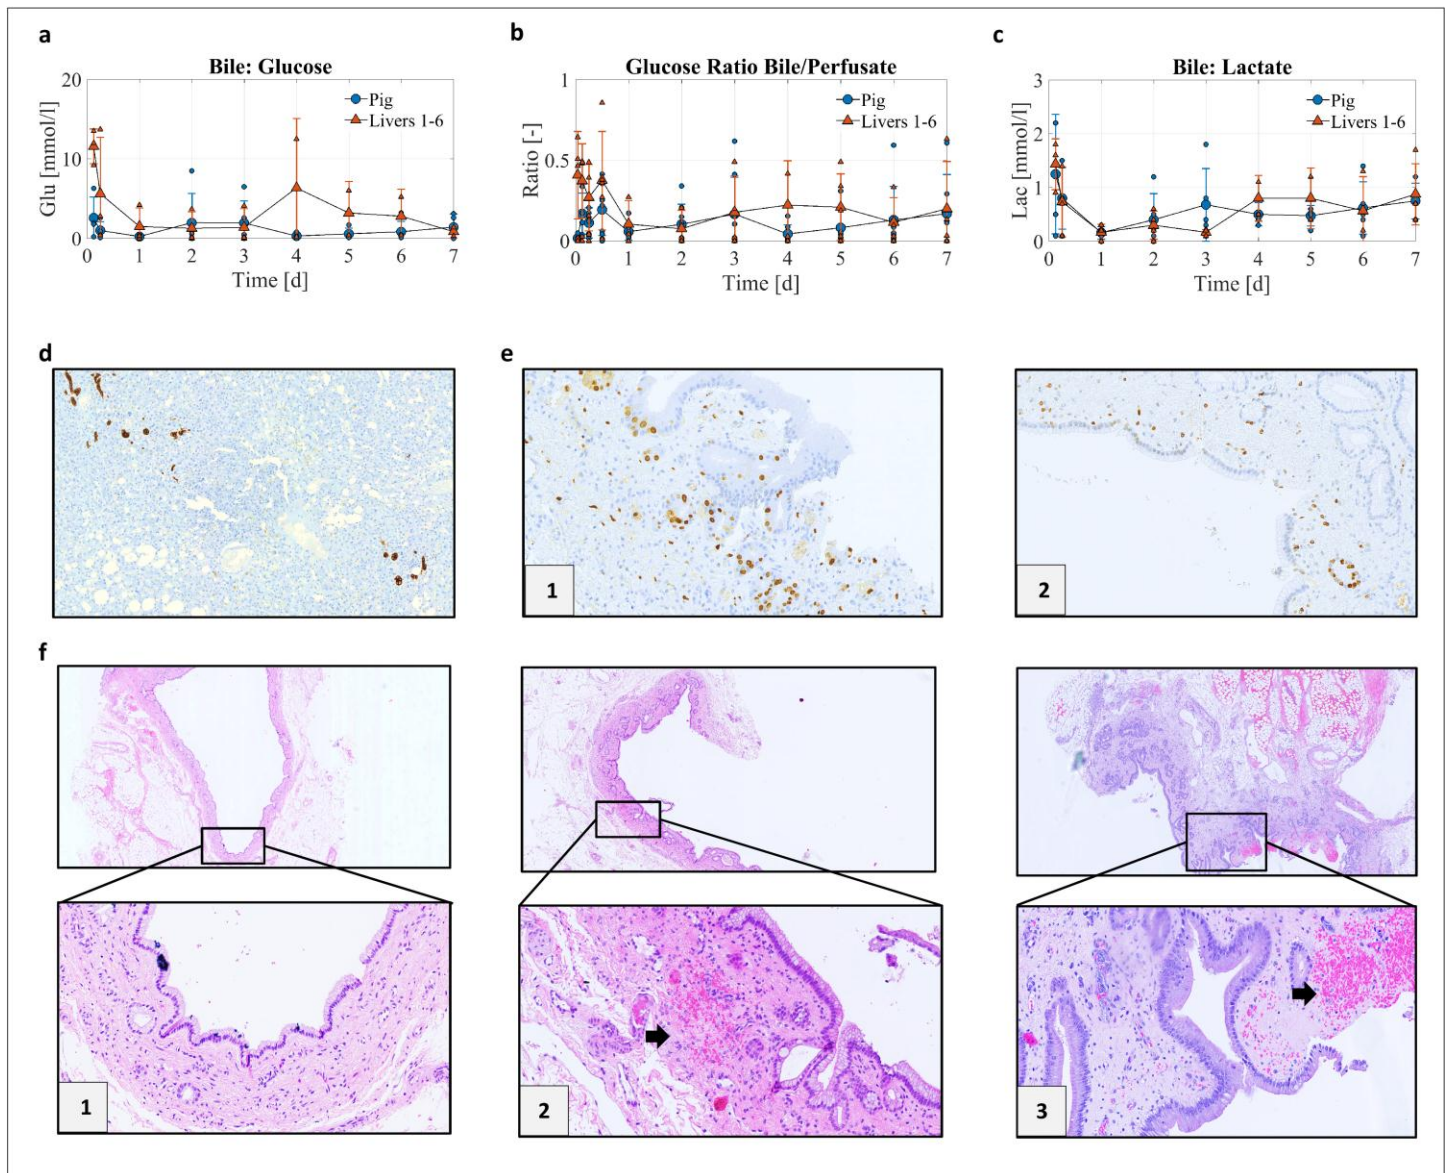 a
Bile: Glucose
20
10
0
Glu [mmol/l]
Pig
Livers 1-6
0 1 2 3 4 5 6 7
Time [d]
b
Glucose Ratio Bile/Perfusate
1
0.5
0
Ratio [-]
Pig
Livers 1-6
0 1 2 3 4 5 6 7
Time [d]
c
Bile: Lactate
3
2
1
0
Lac [mmol/l]
Pig
Livers 1-6
0 1 2 3 4 5 6 7
Time [d]
d
e
1
2
f
1
2
3